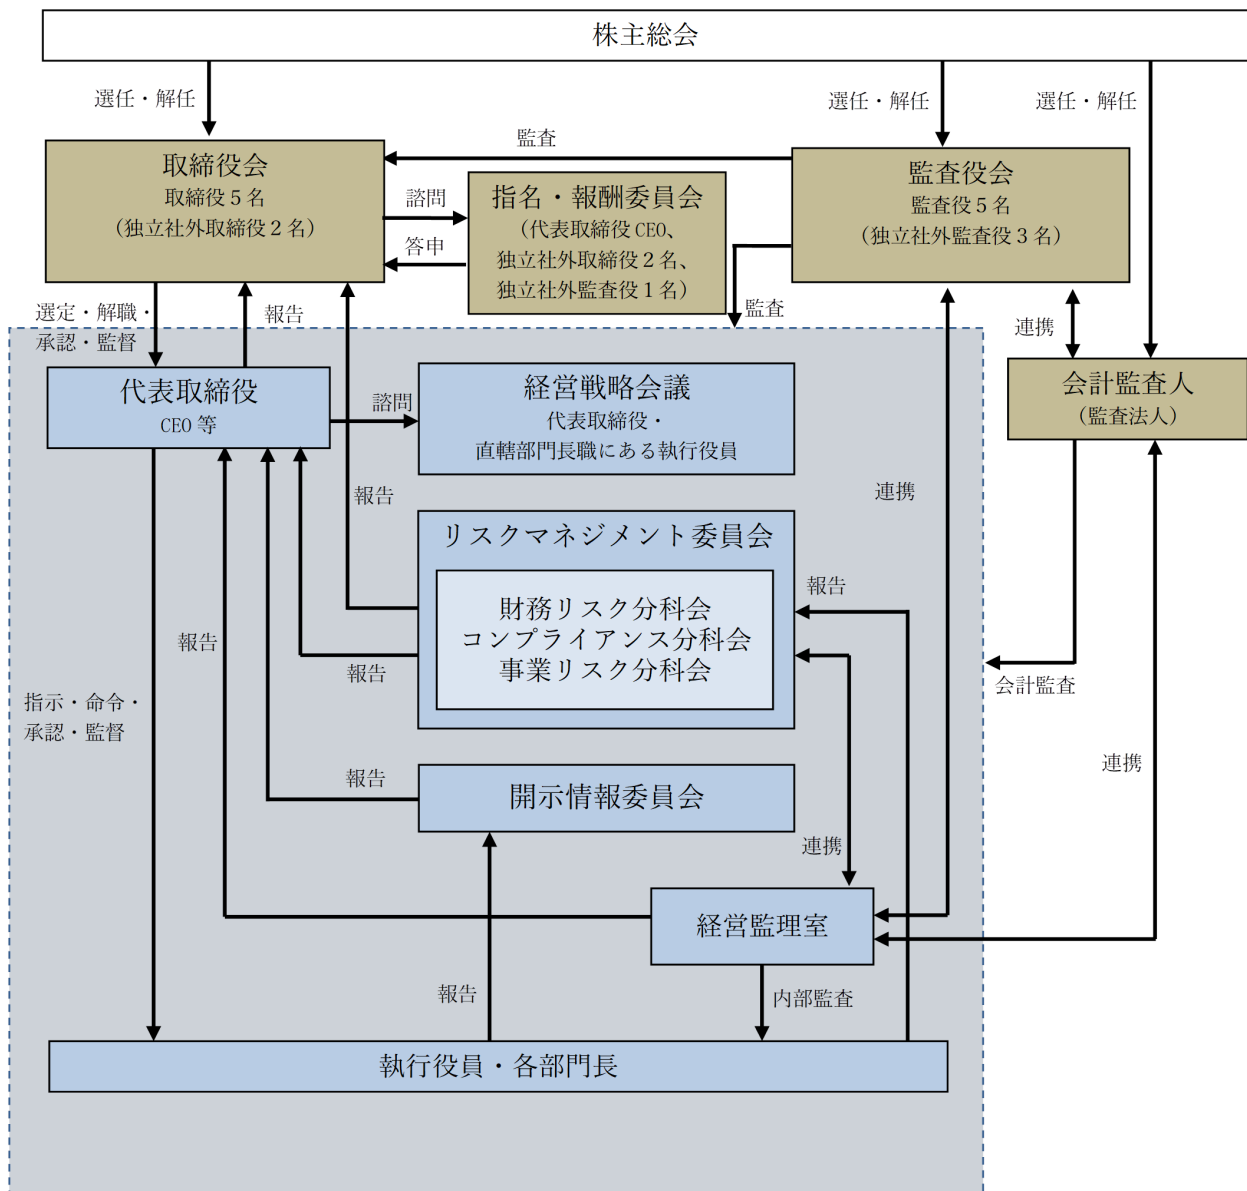 株主総会
選任・解任
選任・解任
選任・解任
取締役会
取締役5名
（独立社外取締役2名）
監査
監査役会
監査役5名
（独立社外監査役3名）
諮問
答申
指名・報酬委員会
（代表取締役CEO、
独立社外取締役2名、
独立社外監査役1名）
選定・解職・
承認・監督
報告
監査
連携
会計監査人
（監査法人）
代表取締役
CEO 等
諮問
経営戦略会議
代表取締役・
直轄部門長職にある執行役員
報告
連携
リスクマネジメント委員会
財務リスク分科会
コンプライアンス分科会
事業リスク分科会
報告
報告
報告
会計監査
指示・命令・
承認・監督
連携
報告
開示情報委員会
連携
経営監理室
報告
内部監査
執行役員・各部門長